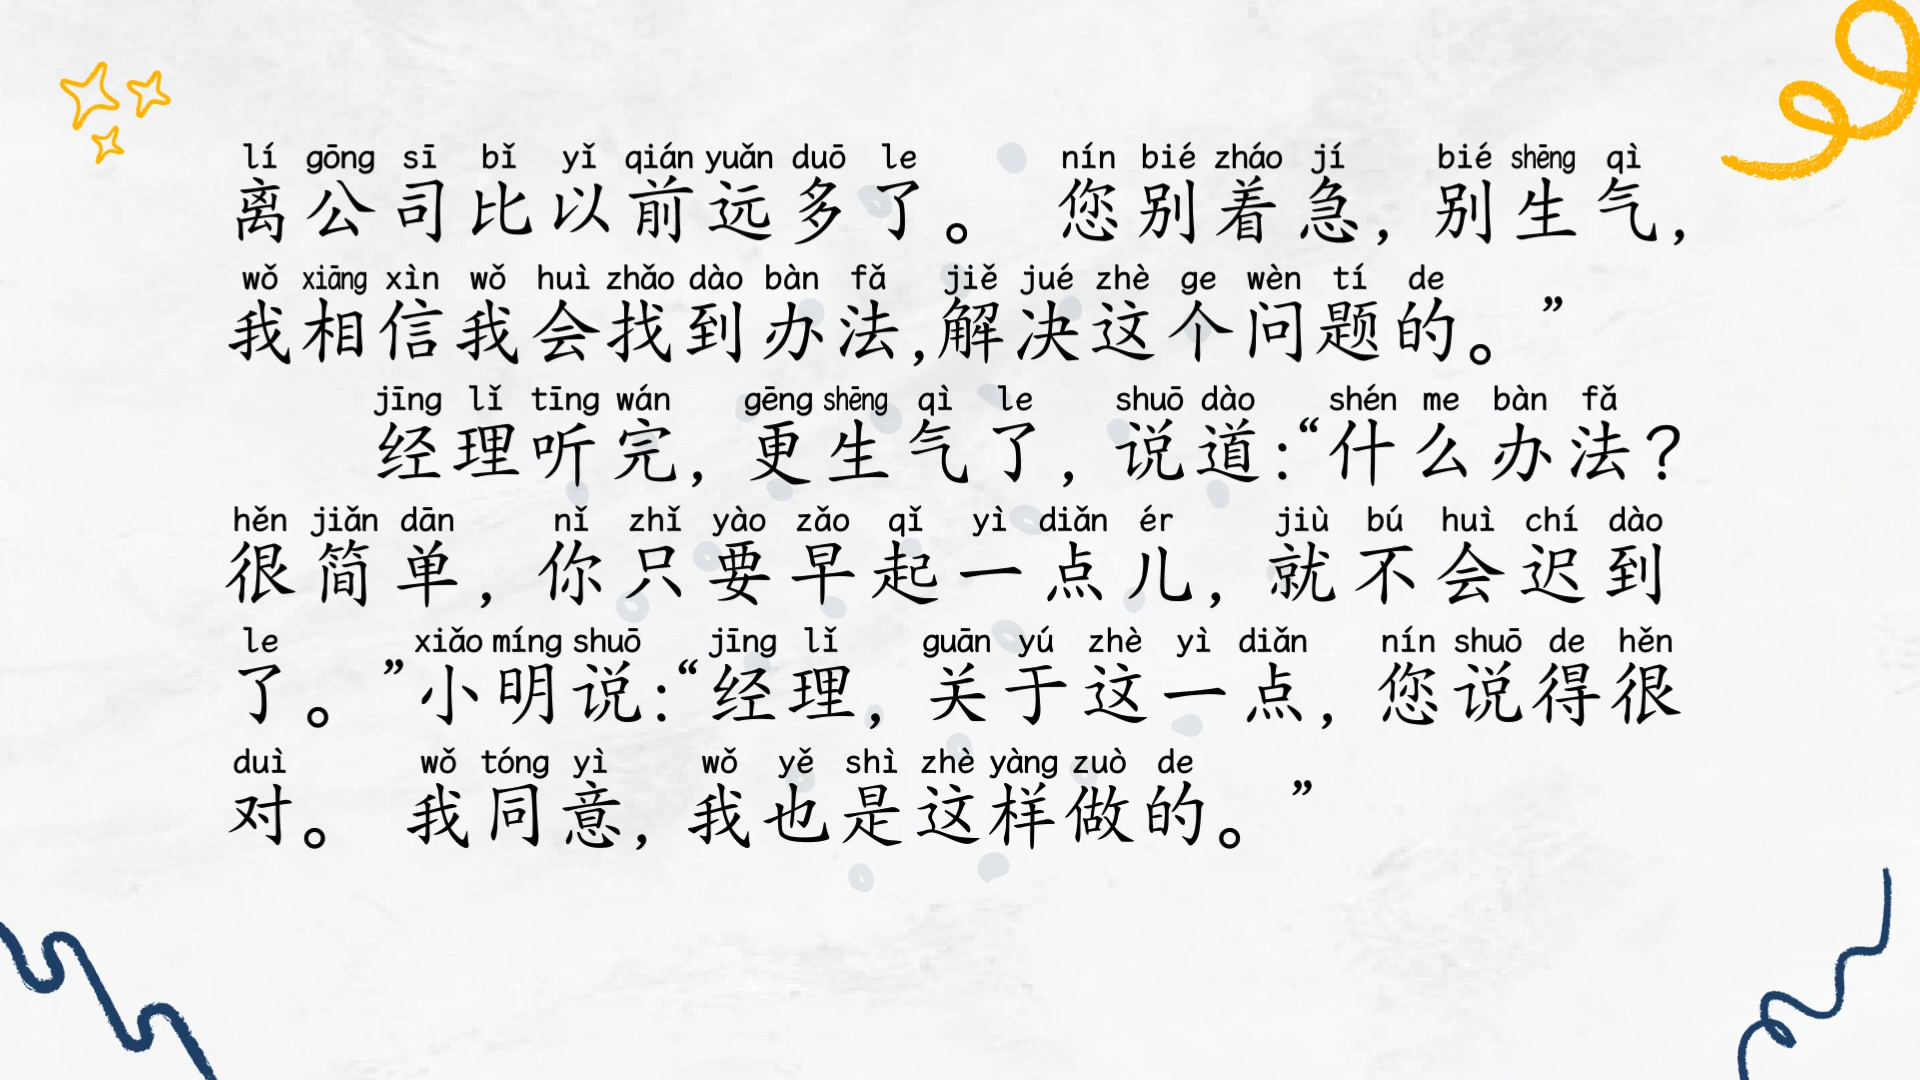 lí gōng sī bǐ yǐ qián yuǎn duō le nín bié zháo jí bié shēng qì
离公司比以前远多了。 您别着急，别生气，
wǒ xiāng xìn wǒ huì zhǎo dào bàn fǎ jiě jué zhè ge wèn tí de
我相信我会找到办法，解决这个问题的。”
jīng lǐ tīng wán gēng shēng qì le shuō dào shén me bàn fǎ
经理听完，更生气了，说道：“什么办法？
hěn jiǎn dān nǐ zhǐ yào zǎo qǐ yì diǎn ér jiù bú huì chí dào
很简单，你只要早起一点儿，就不会迟到
le xiǎo míng shuō jīng lǐ guān yú zhè yì diǎn nín shuō de hěn
了。”小明说：“经理，关于这一点，您说得很
duì wǒ tóng yì wǒ yě shì zhè yàng zuò de
对。 我同意，我也是这样做的。”